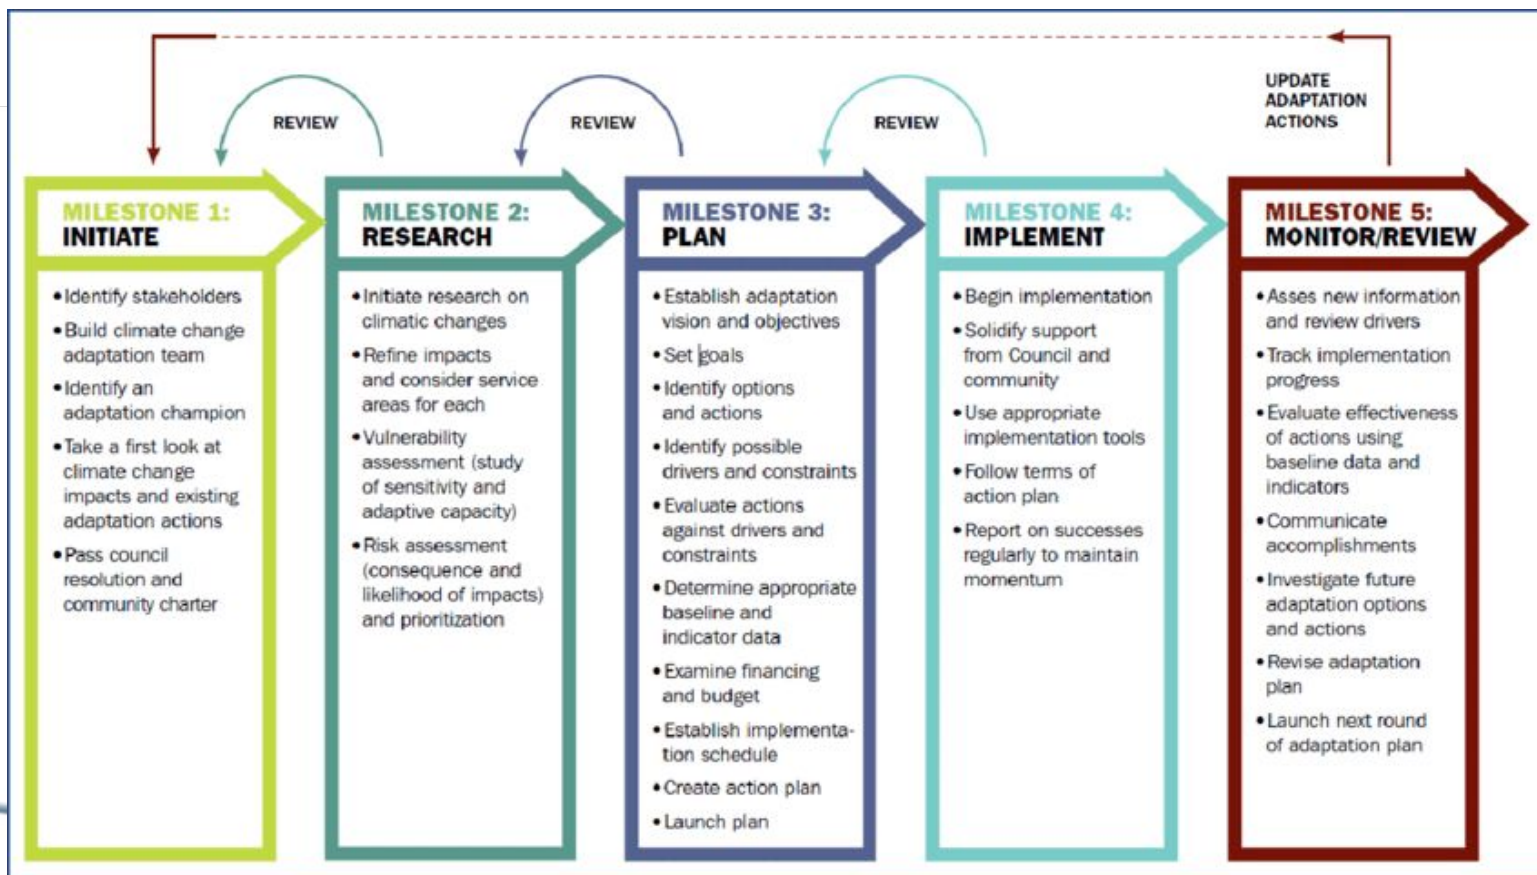 UPDATE
ADAPTATION
ACTIONS
REVIEW
REVIEW
REVIEW
MILESTONE 1:
INITIATE
• Identify stakeholders
• Build climate change
adaptation team
• Identify an
adaptation champion
• Take a first look at
climate change
impacts and existing
adaptation actions
• Pass council
resolution and
community charter
MILESTONE 2:
RESEARCH
• Initiate research on
climatic changes
• Refine impacts
and consider service
areas for each
• Vulnerability
assessment (study
of sensitivity and
adaptive capacity)
• Risk assessment
(consequence and
likelihood of impacts)
and prioritization
MILESTONE 3:
PLAN
• Establish adaptation
vision and objectives
• Set goals
• Identify options
and actions
• Identify possible
drivers and constraints
• Evaluate actions
against drivers and
constraints
• Determine appropriate
baseline and
indicator data
• Examine financing
and budget
• Establish implementa-
tion schedule
• Create action plan
• Launch plan
MILESTONE 4:
IMPLEMENT
• Begin implementation
• Solidify support
from Council and
community
• Use appropriate
implementation tools
• Follow terms of
action plan
• Report on successes
regularly to maintain
momentum
MILESTONE 5:
MONITOR/REVIEW
• Asses new information
and review drivers
• Track implementation
progress
• Evaluate effectiveness
of actions using
baseline data and
indicators
• Communicate
accomplishments
• Investigate future
adaptation options
and actions
• Revise adaptation
plan
• Launch next round
of adaptation plan